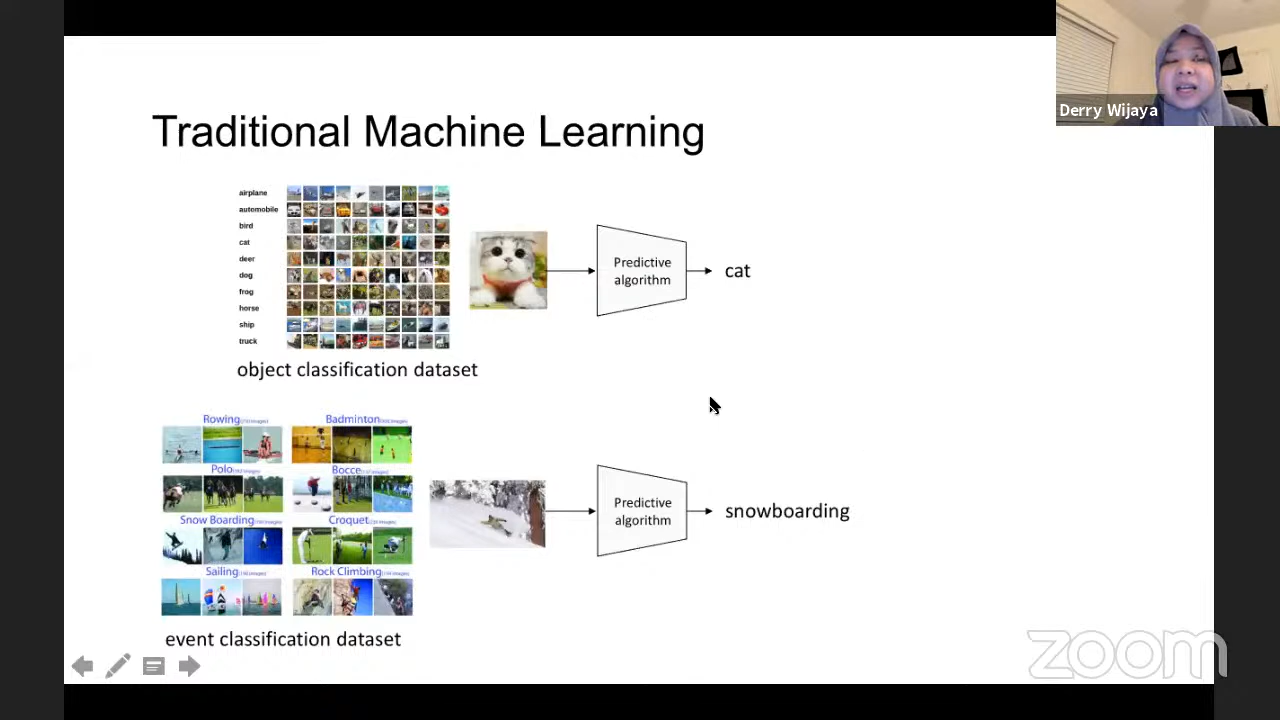 Derry Wijaya
Traditional Machine Learning
airplane
automobile
bird
cat
deer
dog
frog
horse
ship
truck
Predictive
algorithm
cat
object classification dataset
Rowing
Badminton
Polo
Bocce
Snow Boarding
Croquet
Sailing
Rock Climbing
Predictive
algorithm
snowboarding
event classification dataset
zoom